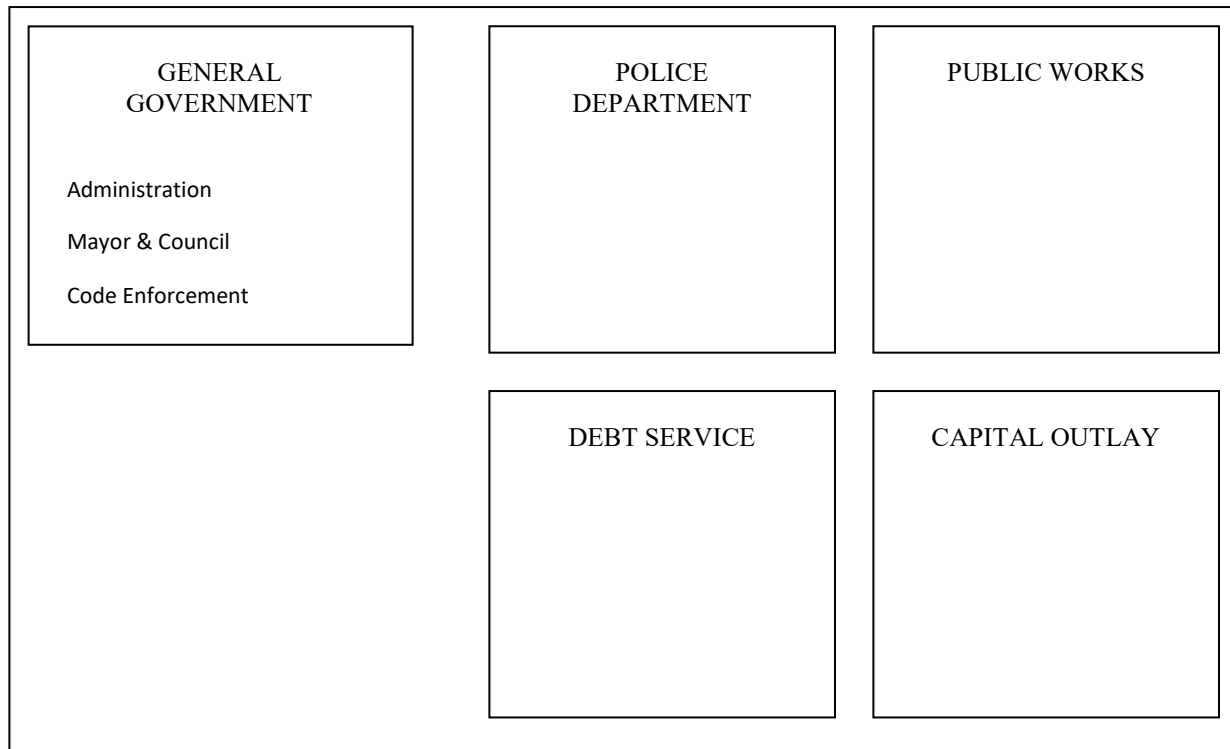 GENERAL
GOVERNMENT
Administration
Mayor & Council
Code Enforcement
POLICE
DEPARTMENT
PUBLIC WORKS
DEBT SERVICE
CAPITAL OUTLAY